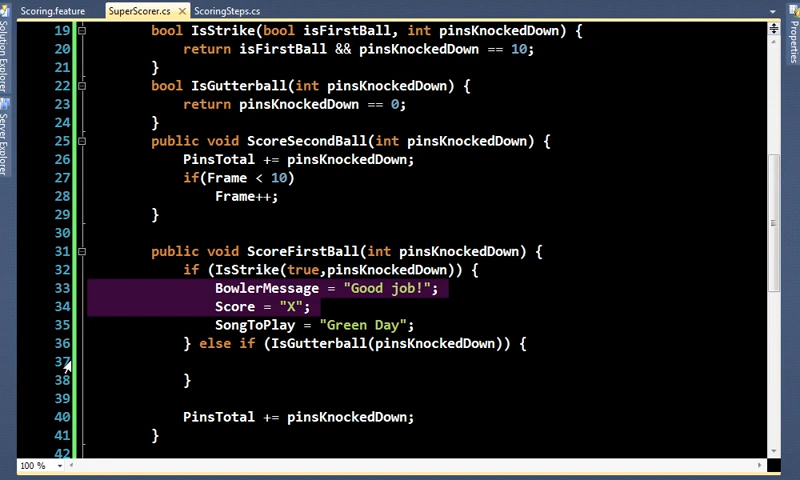 Scoring.feature SuperScorer.cs ScoringSteps.cs
Solution Explorer
Server Explorer
Properties
19 bool IsStrike(bool isFirstBall, int pinsKnockedDown) {
20 return isFirstBall && pinsKnockedDown == 10;
21 }
22 bool IsGutterball(int pinsKnockedDown) {
23 return pinsKnockedDown == 0;
24 }
25 public void ScoreSecondBall(int pinsKnockedDown) {
26 PinsTotal += pinsKnockedDown;
27 if(Frame < 10)
28 Frame++;
29 }
30
31 public void ScoreFirstBall(int pinsKnockedDown) {
32 if (IsStrike(true,pinsKnockedDown)) {
33 BowlerMessage = "Good job!";
34 Score = "X";
35 SongToPlay = "Green Day";
36 } else if (IsGutterball(pinsKnockedDown)) {
37
38 }
39
40 PinsTotal += pinsKnockedDown;
41 }
42
100 %